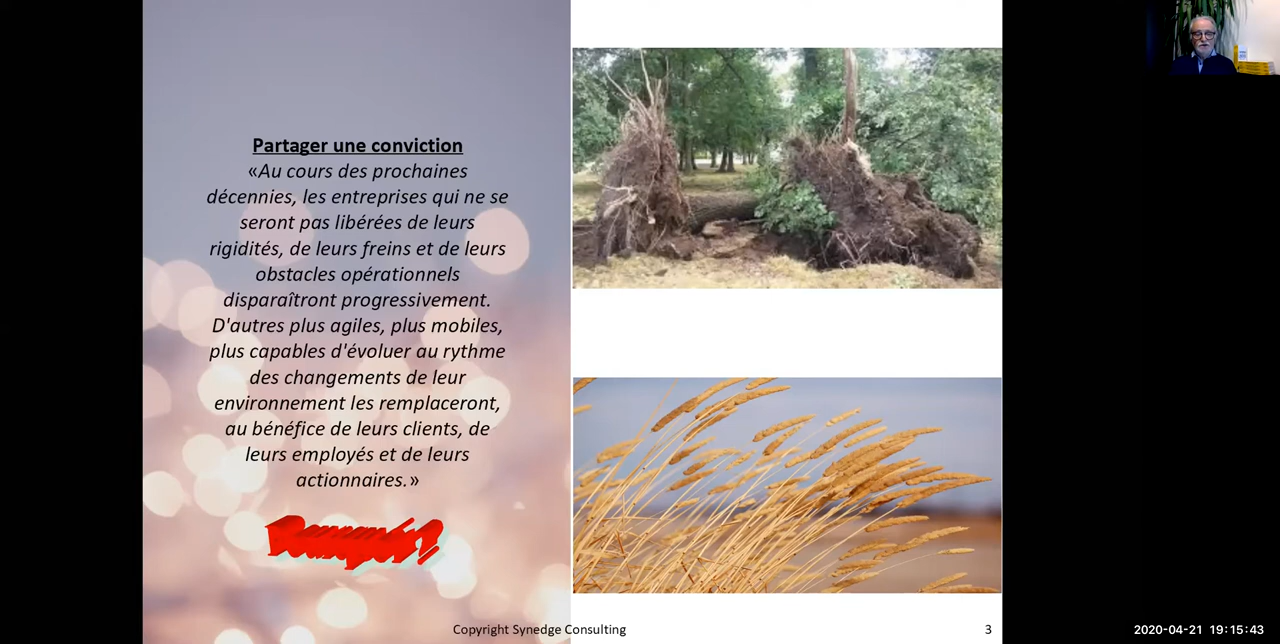 Partager une conviction
«Au cours des prochaines
décennies, les entreprises qui ne se
seront pas libérées de leurs
rigidités, de leurs freins et de leurs
obstacles opérationnels
disparaîtront progressivement.
D'autres plus agiles, plus mobiles,
plus capables d'évoluer au rythme
des changements de leur
environnement les remplaceront,
au bénéfice de leurs clients, de
leurs employés et de leurs
actionnaires.»
Copyright Synedge Consulting
3
2020-04-21 19:15:43